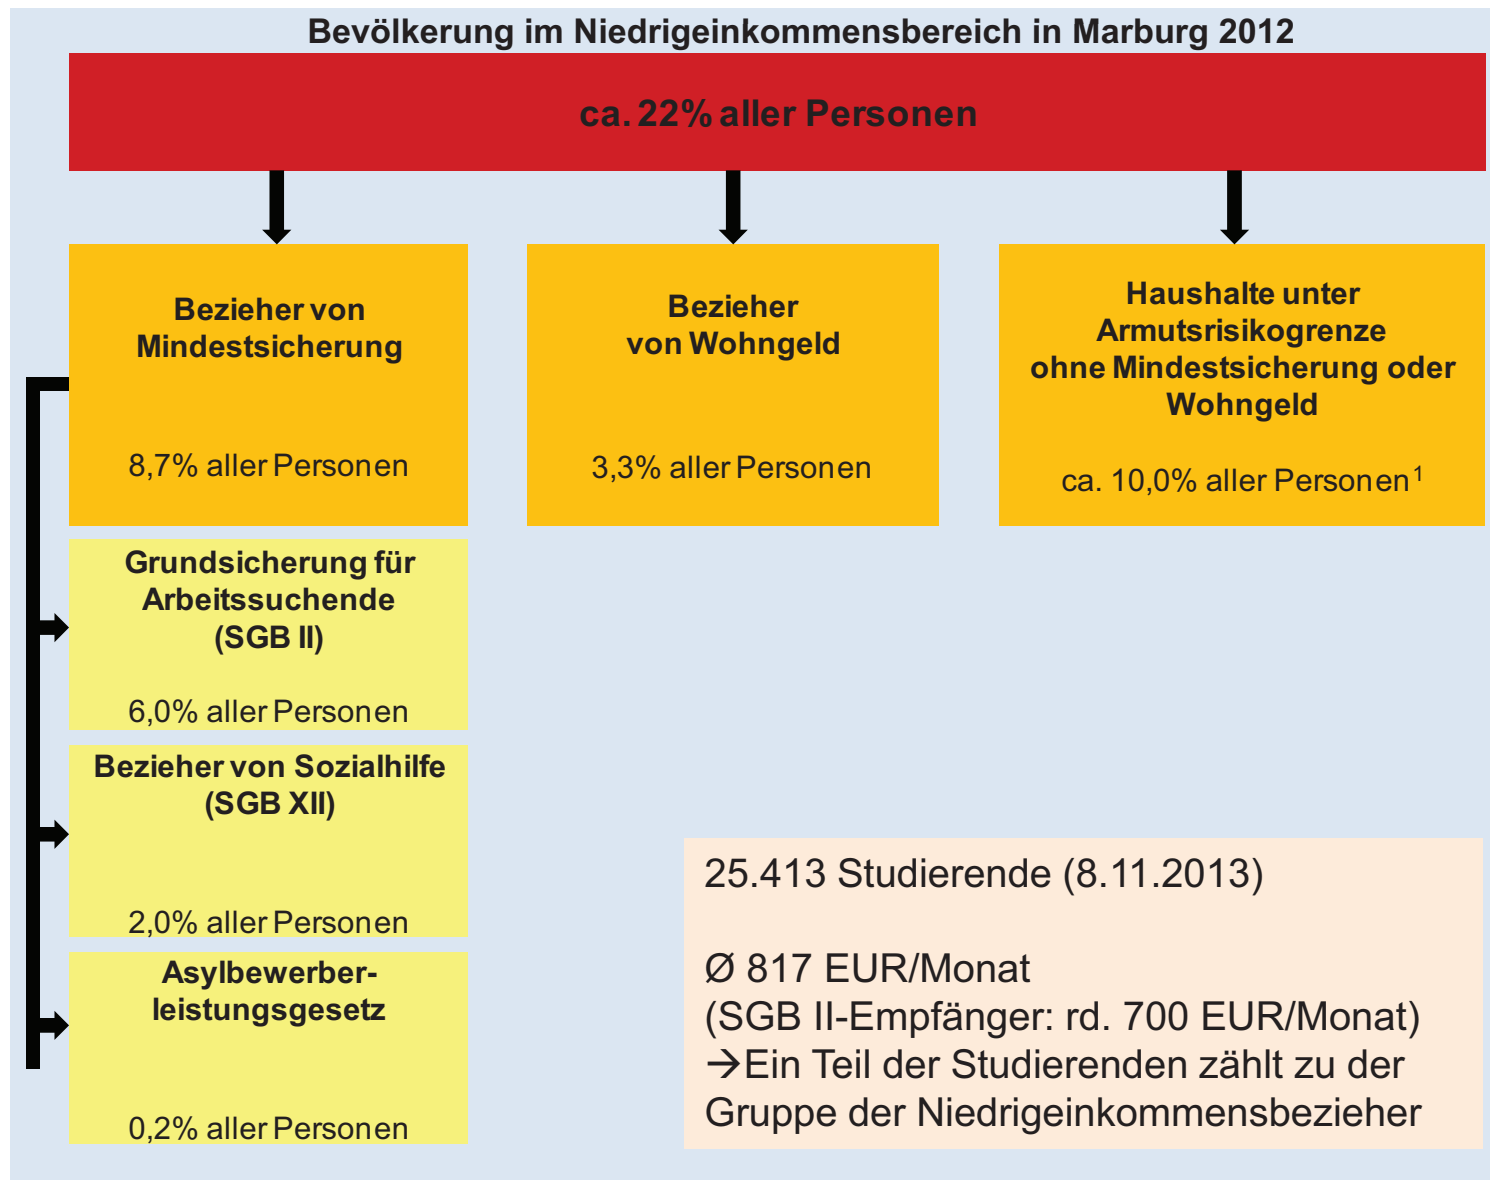 Bevölkerung im Niedrigeinkommensbereich in Marburg 2012
ca. 22% aller Personen
Bezieher von
Mindestsicherung
8,7% aller Personen
Bezieher
von Wohngeld
3,3% aller Personen
Haushalte unter
Armutsrisikogrenze
ohne Mindestsicherung oder
Wohngeld
ca. 10,0% aller Personen¹
Grundsicherung für
Arbeitssuchende
(SGB II)
6,0% aller Personen
Bezieher von Sozialhilfe
(SGB XII)
2,0% aller Personen
Asylbewerber-
leistungsgesetz
0,2% aller Personen
25.413 Studierende (8.11.2013)
Ø 817 EUR/Monat
(SGB II-Empfänger: rd. 700 EUR/Monat)
→Ein Teil der Studierenden zählt zu der
Gruppe der Niedrigeinkommensbezieher